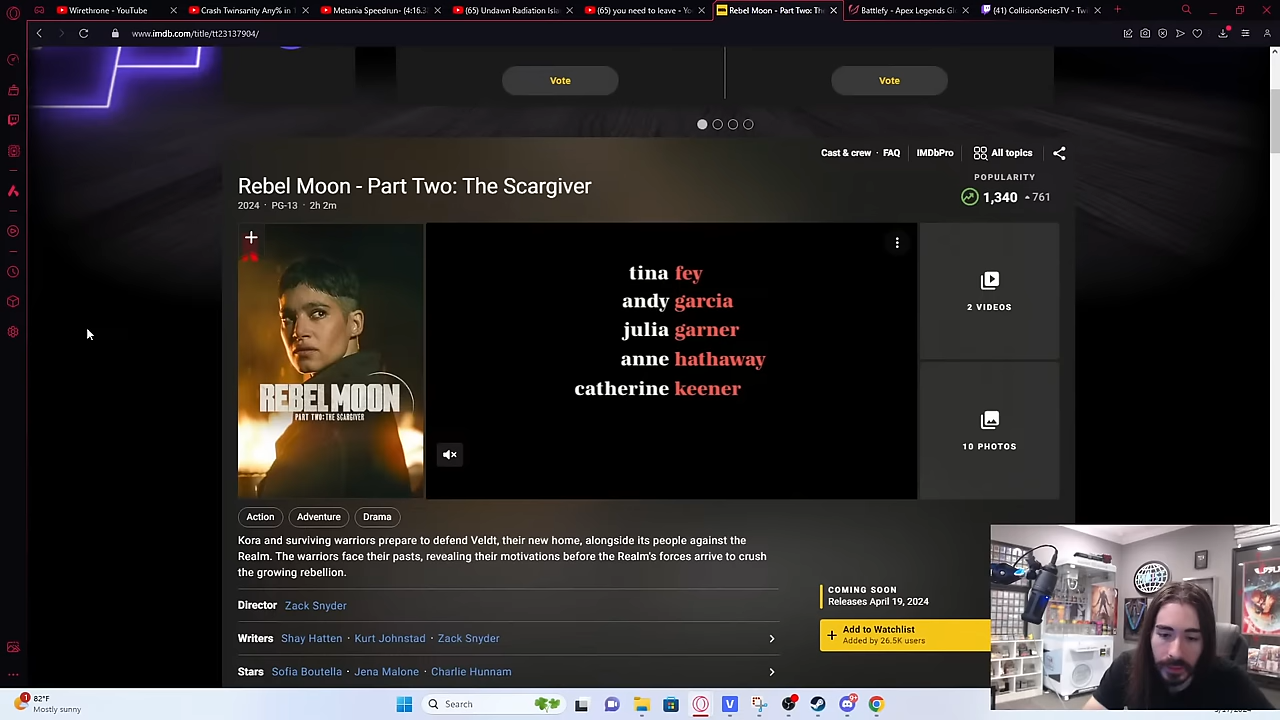 Wirethrone - YouTube
Crash Twinsanity Any% in 1
Metania Speedrun- (4:16.3
(65) Undawn Radiation Isla
(65) you need to leave - Yo
Rebel Moon - Part Two: The
Battlefy - Apex Legends Gl
(41) CollisionSeriesTV - Tw
www.imdb.com/title/tt23137904/
Vote
Vote
Cast & crew · FAQ
IMDbPro
All topics
Rebel Moon - Part Two: The Scargiver
2024 · PG-13 · 2h 2m
POPULARITY
1,340
761
REBEL MOON
PART TWO: THE SCARGIVER
tina fey
andy garcia
julia garner
anne hathaway
catherine keener
2 VIDEOS
10 PHOTOS
Action
Adventure
Drama
Kora and surviving warriors prepare to defend Veldt, their new home, alongside its people against the
Realm. The warriors face their pasts, revealing their motivations before the Realm's forces arrive to crush
the growing rebellion.
Director Zack Snyder
Writers Shay Hatten · Kurt Johnstad · Zack Snyder
Stars Sofia Boutella · Jena Malone · Charlie Hunnam
COMING SOON
Releases April 19, 2024
Add to Watchlist
Added by 26.5K users
1
82°F
Mostly sunny
Search